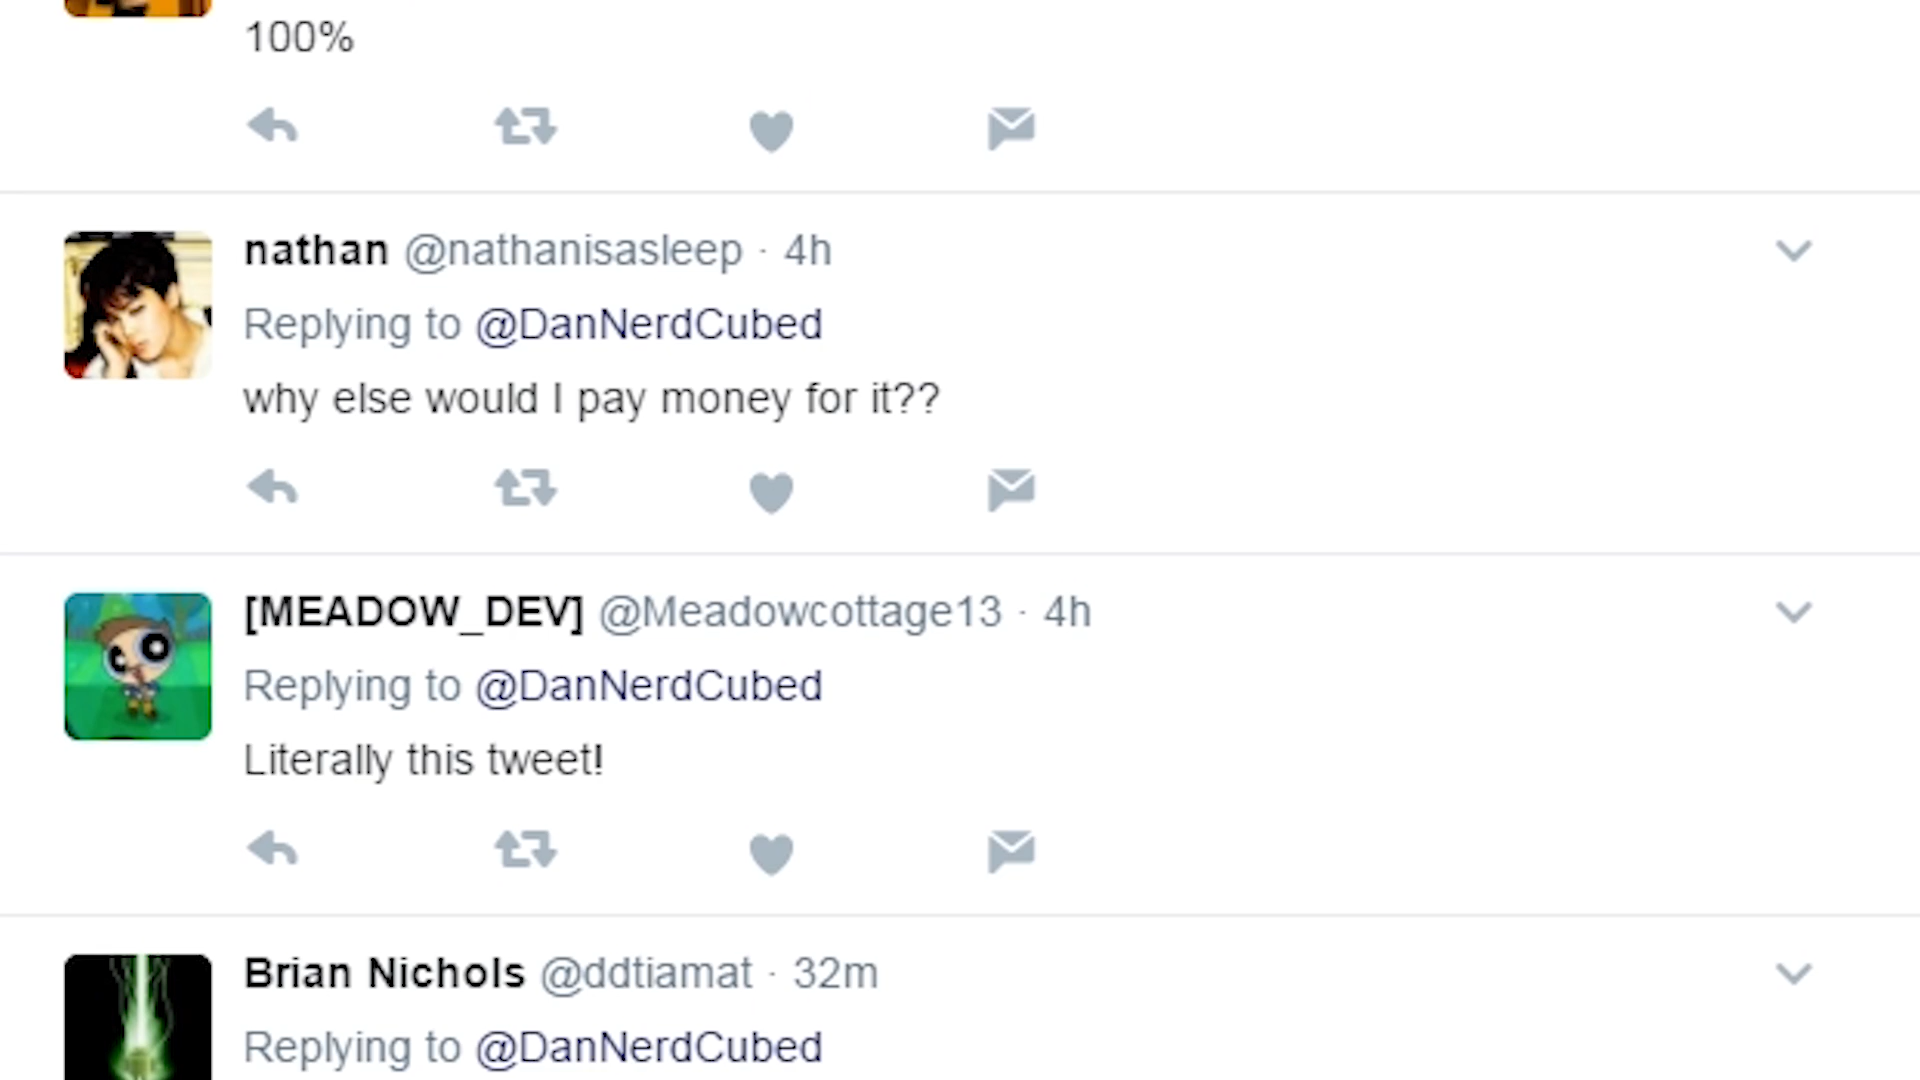 100%
nathan @nathanisasleep · 4h
Replying to @DanNerdCubed
why else would I pay money for it??
[MEADOW_DEV] @Meadowcottage13 · 4h
Replying to @DanNerdCubed
Literally this tweet!
Brian Nichols @ddtiamat · 32m
Replying to @DanNerdCubed